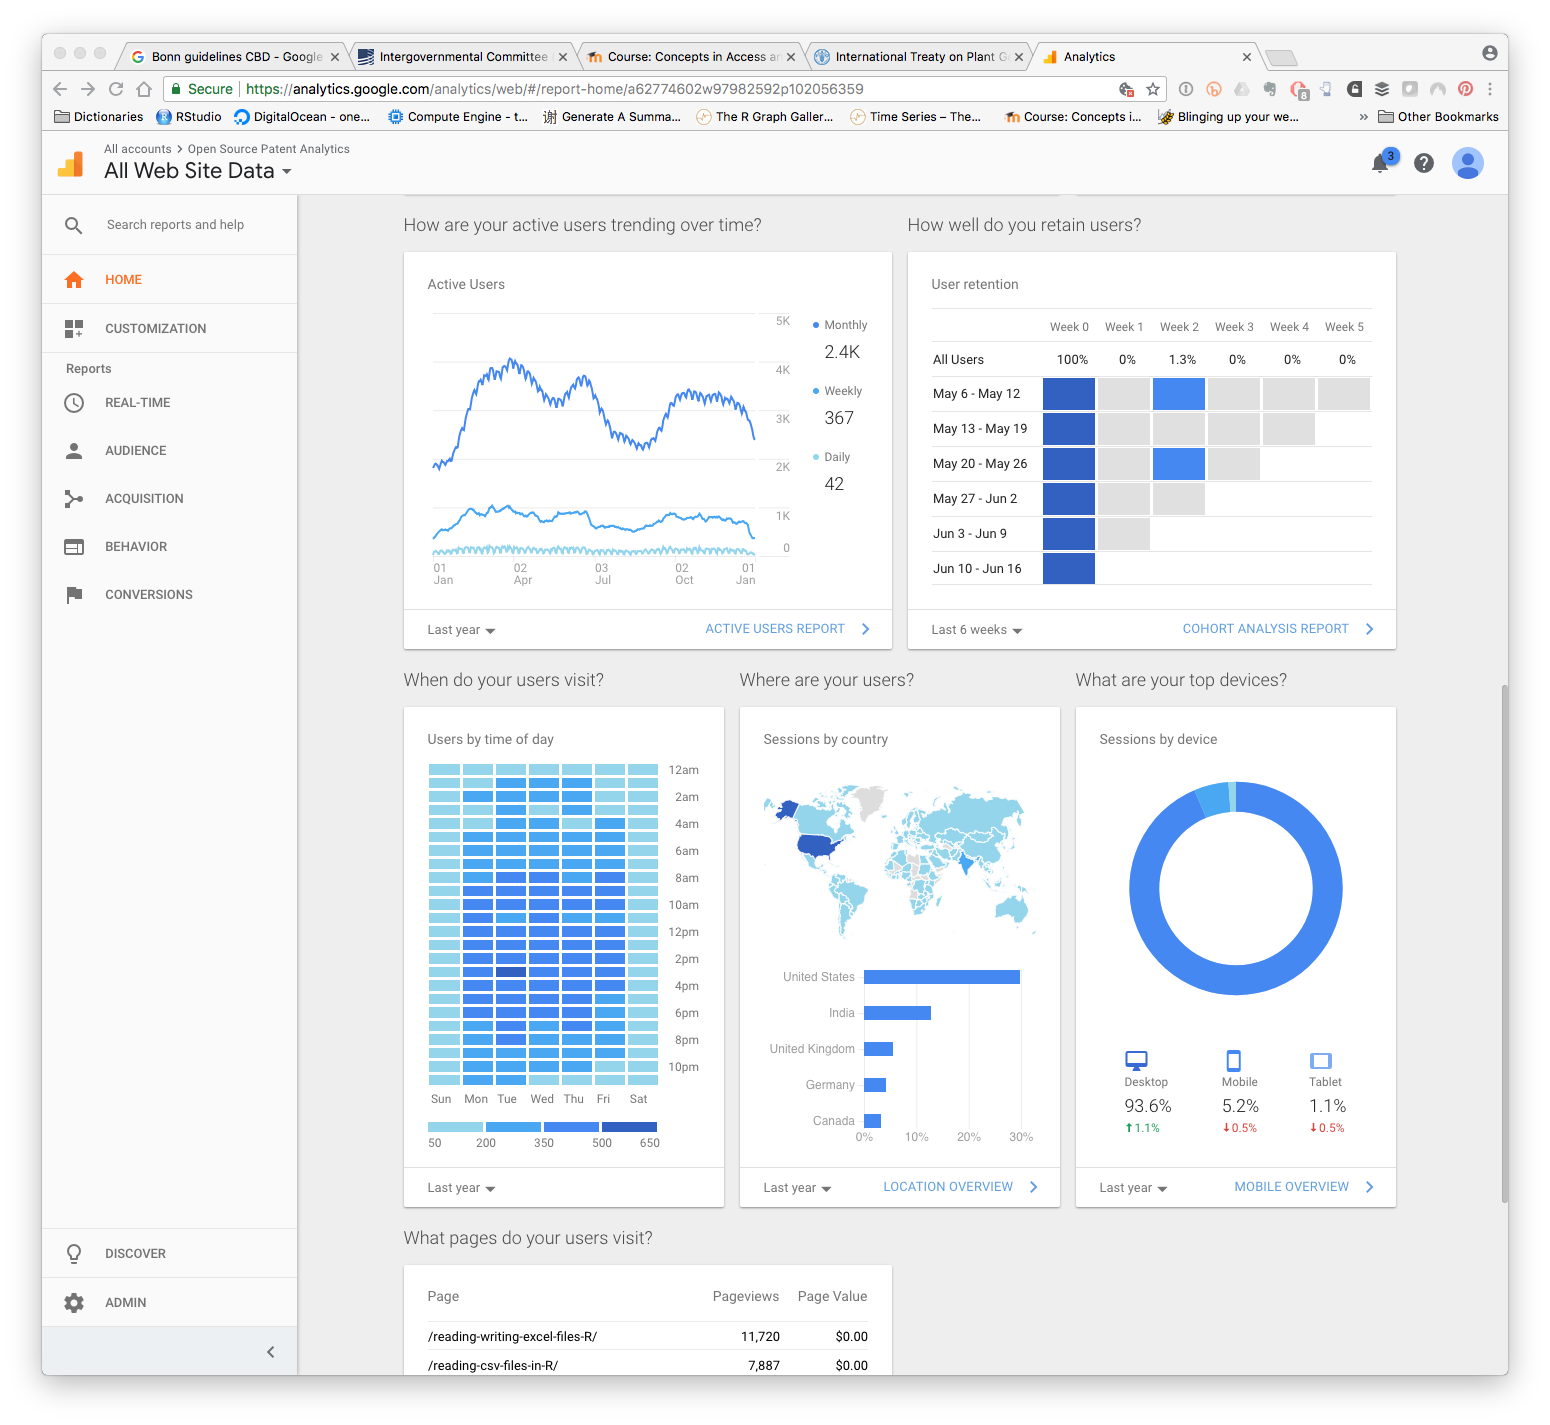 Bonn guidelines CBD - Google
Intergovernmental Committee
Course: Concepts in Access a
International Treaty on Plant G
Analytics
Secure
https://analytics.google.com/analytics/web/#/report-home/a62774602w97982592p102056359
8
Dictionaries
RStudio
DigitalOcean - one...
Compute Engine - t...
Generate A Summa...
The R Graph Galler...
Time Series – The...
Course: Concepts i...
Blinging up your we...
»
Other Bookmarks
All accounts > Open Source Patent Analytics
All Web Site Data
3
Search reports and help
HOME
CUSTOMIZATION
Reports
REAL-TIME
AUDIENCE
ACQUISITION
BEHAVIOR
CONVERSIONS
DISCOVER
ADMIN
How are your active users trending over time?
Active Users
5K
4K
3K
2K
1K
0
01 Jan
02 Apr
03 Jul
02 Oct
01 Jan
Monthly
2.4K
Weekly
367
Daily
42
Last year
ACTIVE USERS REPORT
How well do you retain users?
User retention
Week 0 Week 1 Week 2 Week 3 Week 4 Week 5
All Users 100% 0% 1.3% 0% 0% 0%
May 6 - May 12
May 13 - May 19
May 20 - May 26
May 27 - Jun 2
Jun 3 - Jun 9
Jun 10 - Jun 16
Last 6 weeks
COHORT ANALYSIS REPORT
When do your users visit?
Users by time of day
12am
2am
4am
6am
8am
10am
12pm
2pm
4pm
6pm
8pm
10pm
Sun Mon Tue Wed Thu Fri Sat
50 200 350 500 650
Last year
Where are your users?
Sessions by country
United States
India
United Kingdom
Germany
Canada
0% 10% 20% 30%
Last year
LOCATION OVERVIEW
What are your top devices?
Sessions by device
Desktop Mobile Tablet
93.6% 5.2% 1.1%
1.1% 0.5% 0.5%
Last year
MOBILE OVERVIEW
What pages do your users visit?
Page Pageviews Page Value
/reading-writing-excel-files-R/ 11,720 $0.00
/reading-csv-files-in-R/ 7,887 $0.00